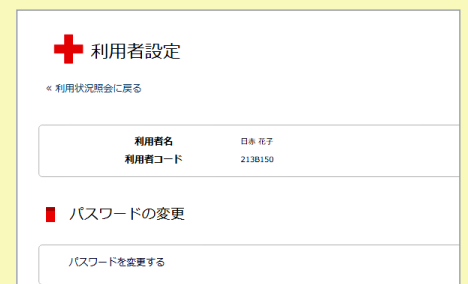 利用者設定
« 利用状況照会に戻る
利用者名 日赤 花子
利用者コード 213B150
パスワードの変更
パスワードを変更する